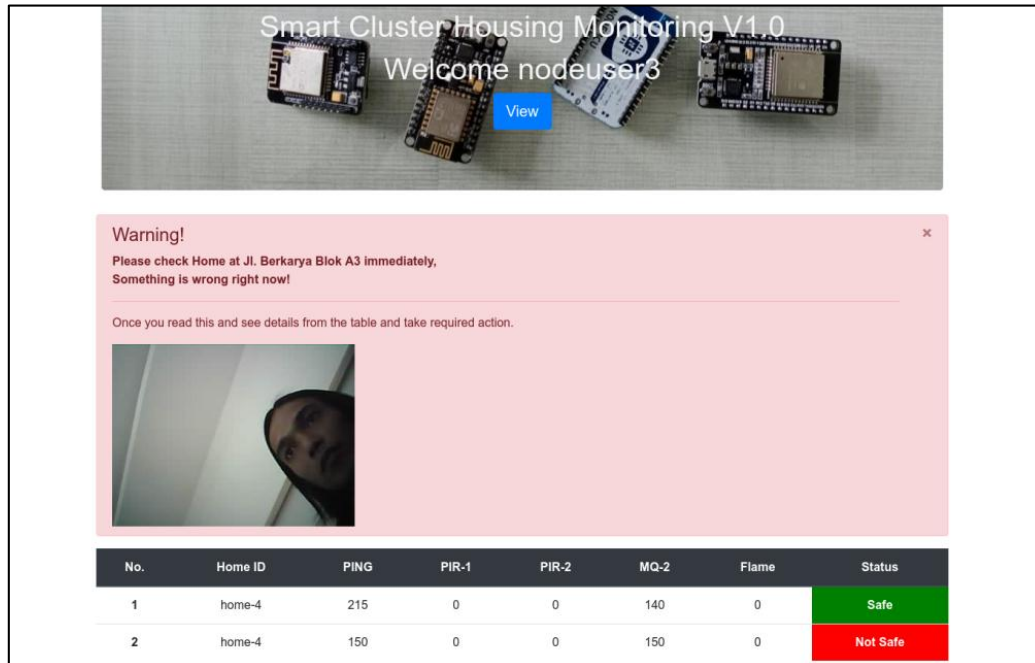 Smart Cluster Housing Monitoring V1.0
Welcome nodeuser3
View
Warning!
×
Please check Home at Jl. Berkarya Blok A3 immediately,
Something is wrong right now!
Once you read this and see details from the table and take required action.
No. Home ID PING PIR-1 PIR-2 MQ-2 Flame Status
1 home-4 215 0 0 140 0 Safe
2 home-4 150 0 0 150 0 Not Safe